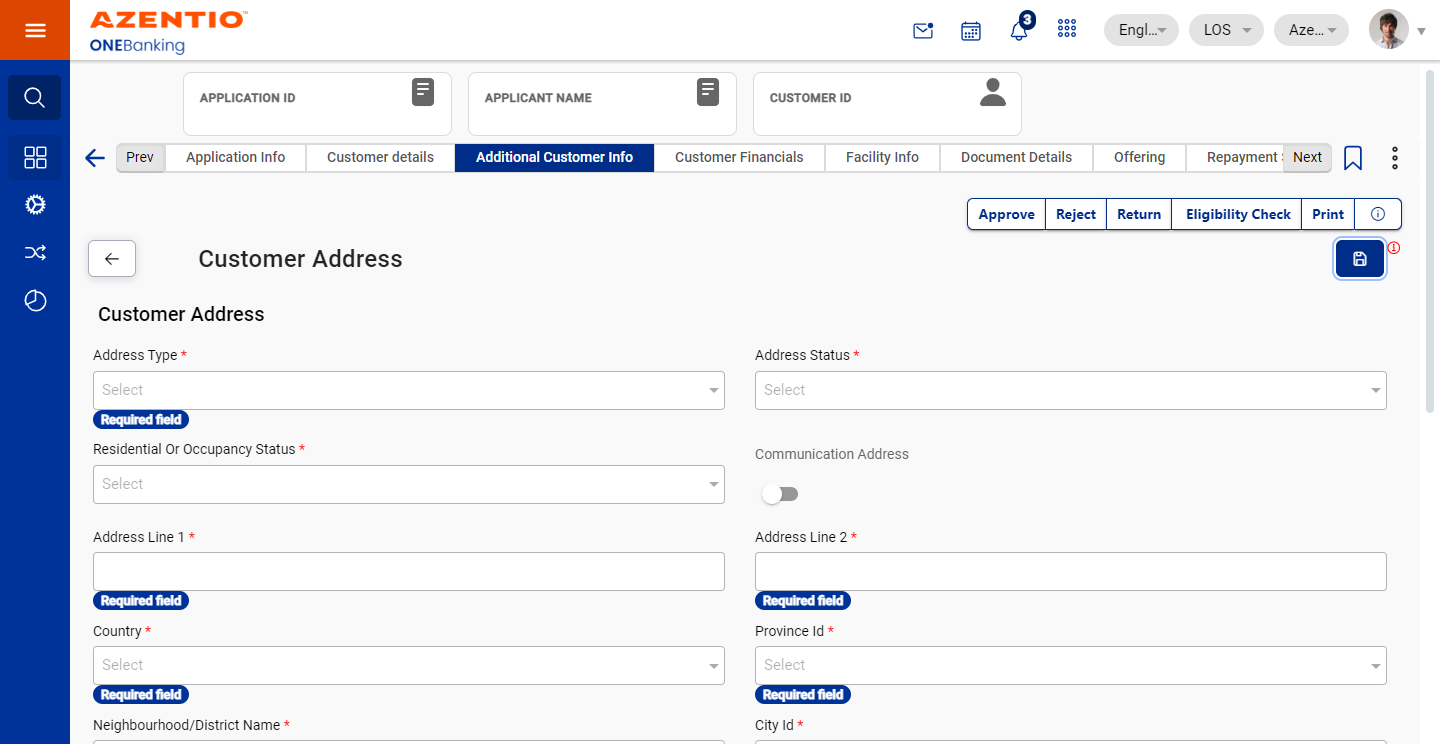 AZENTIO™
ONEBanking
3
Engl...
LOS
Aze...
APPLICATION ID
APPLICANT NAME
CUSTOMER ID
Prev
Application Info
Customer details
Additional Customer Info
Customer Financials
Facility Info
Document Details
Offering
Repayment
Next
Approve
Reject
Return
Eligibility Check
Print
Customer Address
Customer Address
Address Type *
Address Status *
Select
Select
Required field
Residential Or Occupancy Status *
Communication Address
Select
Address Line 1 *
Address Line 2 *
Required field
Required field
Country *
Province Id *
Select
Select
Required field
Required field
Neighbourhood/District Name *
City Id *